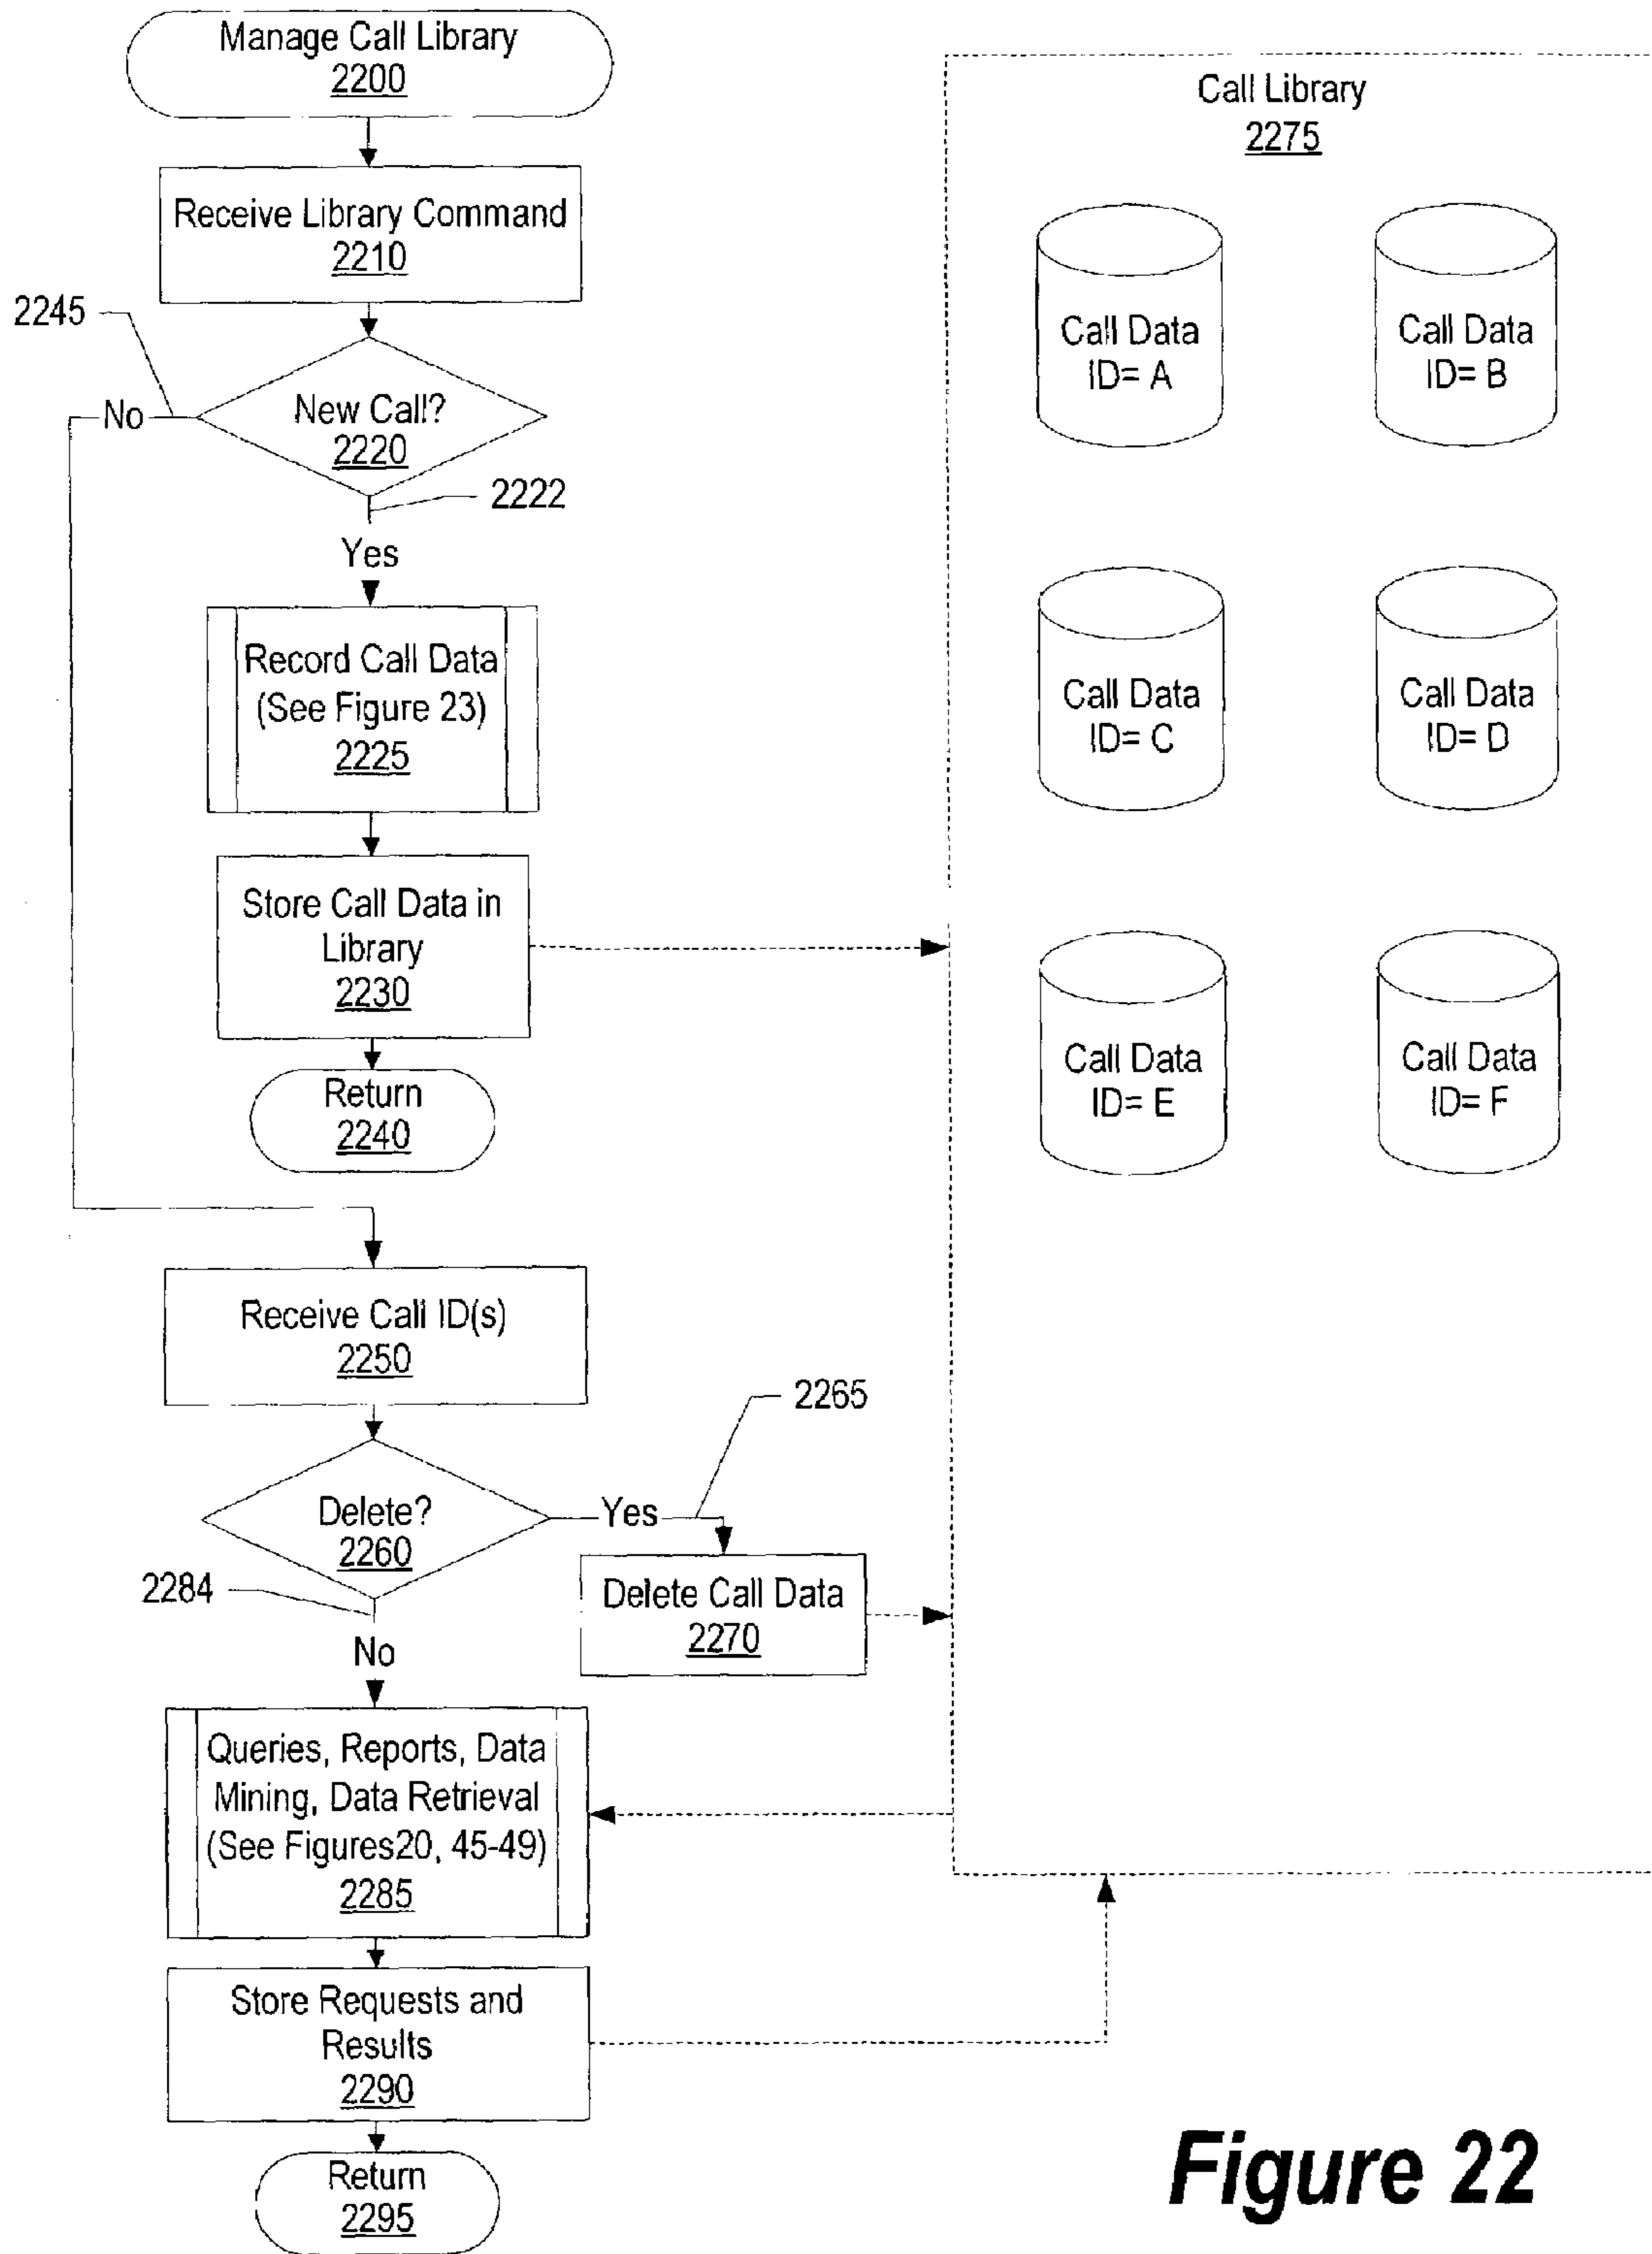 Manage Call Library
2200
Receive Library Command
2210
2245
No
New Call?
2220
2222
Yes
Record Call Data
(See Figure 23)
2225
Store Call Data in
Library
2230
Return
2240
Receive Call ID(s)
2250
2265
Delete?
2260
Yes
2284
Delete Call Data
2270
No
Queries, Reports, Data
Mining, Data Retrieval
(See Figures20, 45-49)
2285
Store Requests and
Results
2290
Return
2295
Call Library
2275
Call Data
ID= A
Call Data
ID= B
Call Data
ID= C
Call Data
ID= D
Call Data
ID= E
Call Data
ID= F
Figure 22